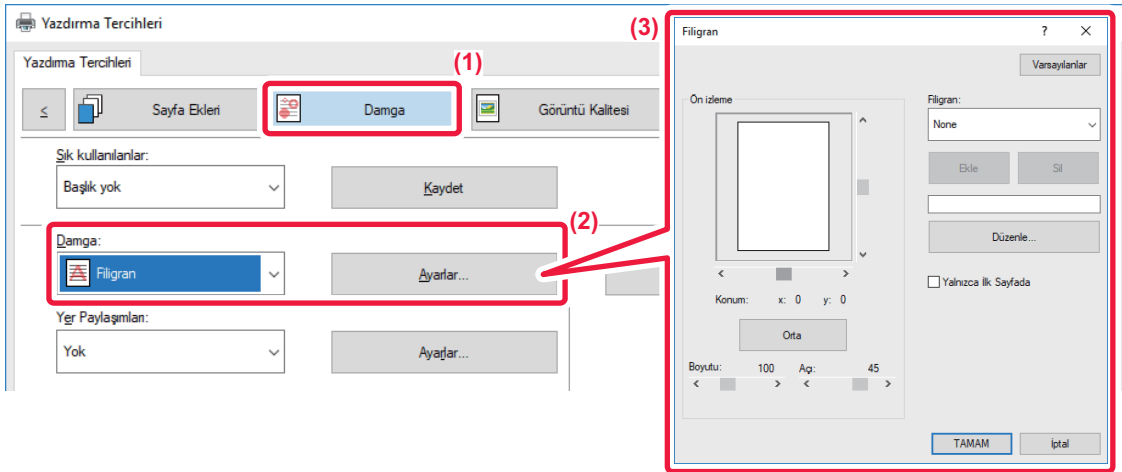 Yazdırma Tercihleri
Yazdırma Tercihleri
(1)
≤
Sayfa Ekleri
Damga
Görüntü Kalitesi
Sık kullanılanlar:
Başlık yok
Kaydet
(2)
Damga:
Filigran
Ayarlar...
Yer Paylaşımları:
Yok
Ayarlar...
(3)
Filigran
? ×
Varsayılanlar
Ön izleme
Konum: x: 0 y: 0
Orta
Boyutu: 100 Açı: 45
Filigran:
None
Ekle
Sil
Düzenle...
Yalnızca İlk Sayfada
TAMAM
İptal